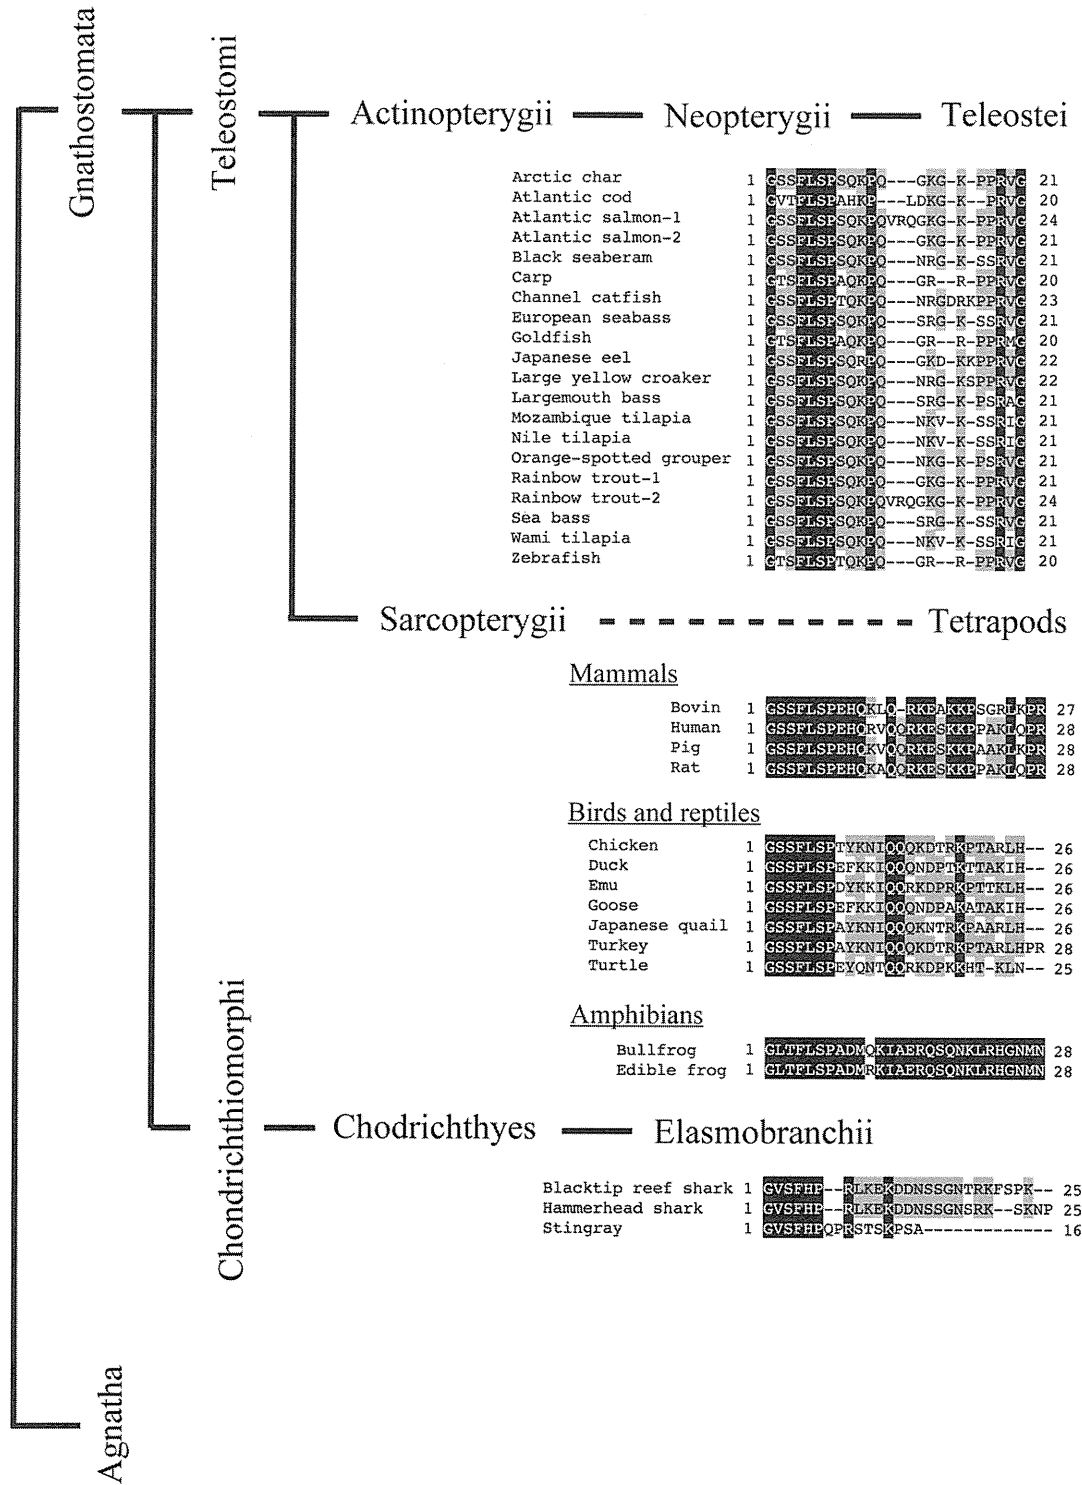 Gnathostomata
Teleostomi
Actinopterygii
Neopterygii
Teleostei
Arctic char 1 GSSFLSPSQKPQ---GKG-K-PPRVG 21
Atlantic cod 1 GVTFLSPAHKP---LDKG-K--PRVG 20
Atlantic salmon-1 1 GSSFLSPSQKPQVRQGKG-K-PPRVG 24
Atlantic salmon-2 1 GSSFLSPSQKPQ---GKG-K-PPRVG 21
Black seaberam 1 GSSFLSPSQKPQ---NRG-K-SSRVG 21
Carp 1 GTSFLSPAQKPQ---GR--R-PPRVG 20
Channel catfish 1 GSSFLSPTQKPQ---NRGDRKPPRVG 23
European seabass 1 GSSFLSPSQKPQ---SRG-K-SSRVG 21
Goldfish 1 GTSFLSPAQKPQ---GR--R-PPRMG 20
Japanese eel 1 GSSFLSPSQRPQ---GKD-KKPPRVG 22
Large yellow croaker 1 GSSFLSPSQKPQ---NRG-KSPPRVG 22
Largemouth bass 1 GSSFLSPSQKPQ---SRG-K-PSRAG 21
Mozambique tilapia 1 GSSFLSPSQKPQ---NKV-K-SSRIG 21
Nile tilapia 1 GSSFLSPSQKPQ---NKV-K-SSRIG 21
Orange-spotted grouper 1 GSSFLSPSQKPQ---NKG-K-PSRVG 21
Rainbow trout-1 1 GSSFLSPSQKPQ---GKG-K-PPRVG 21
Rainbow trout-2 1 GSSFLSPSQKPQVRQGKG-K-PPRVG 24
Sea bass 1 GSSFLSPSQKPQ---SRG-K-SSRVG 21
Wami tilapia 1 GSSFLSPSQKPQ---NKV-K-SSRIG 21
Zebrafish 1 GTSFLSPTQKPQ---GR--R-PPRVG 20
Sarcopterygii
Tetrapods
Mammals
Bovin 1 GSSFLSPEHQKLQ-RKEAKKPSGRLKPR 27
Human 1 GSSFLSPEHQRVQQRKESKKPPAKLQPR 28
Pig 1 GSSFLSPEHQKVQQRKESKKPAAKLKPR 28
Rat 1 GSSFLSPEHQKAQQRKESKKPPAKLQPR 28
Birds and reptiles
Chicken 1 GSSFLSPTYKNIQQQKDTRKPTARLH-- 26
Duck 1 GSSFLSPEFKKIQQQNDPTKTTAKIH-- 26
Emu 1 GSSFLSPDYKKIQQRKDPRKPTTKLH-- 26
Goose 1 GSSFLSPEFKKIQQQNDPAKATAKIH-- 26
Japanese quail 1 GSSFLSPAYKNIQQQKNTRKPAARLH-- 26
Turkey 1 GSSFLSPAYKNIQQQKDTRKPTARLHPR 28
Turtle 1 GSSFLSPEYQNTQQRKDPKKHT-KLN-- 25
Amphibians
Bullfrog 1 GLTFLSPADMQKIAERQSQNKLRHGNMN 28
Edible frog 1 GLTFLSPADMRKIAERQSQNKLRHGNMN 28
Chondrichthiomorphi
Chodrichthyes
Elasmobranchii
Blacktip reef shark 1 GVSFHP--RLKEKDDNSSGNTRKFSPK-- 25
Hammerhead shark 1 GVSFHP--RLKEKDDNSSGNSRK--SKNP 25
Stingray 1 GVSFHPQPRSTSKPSA------------- 16
Agnatha